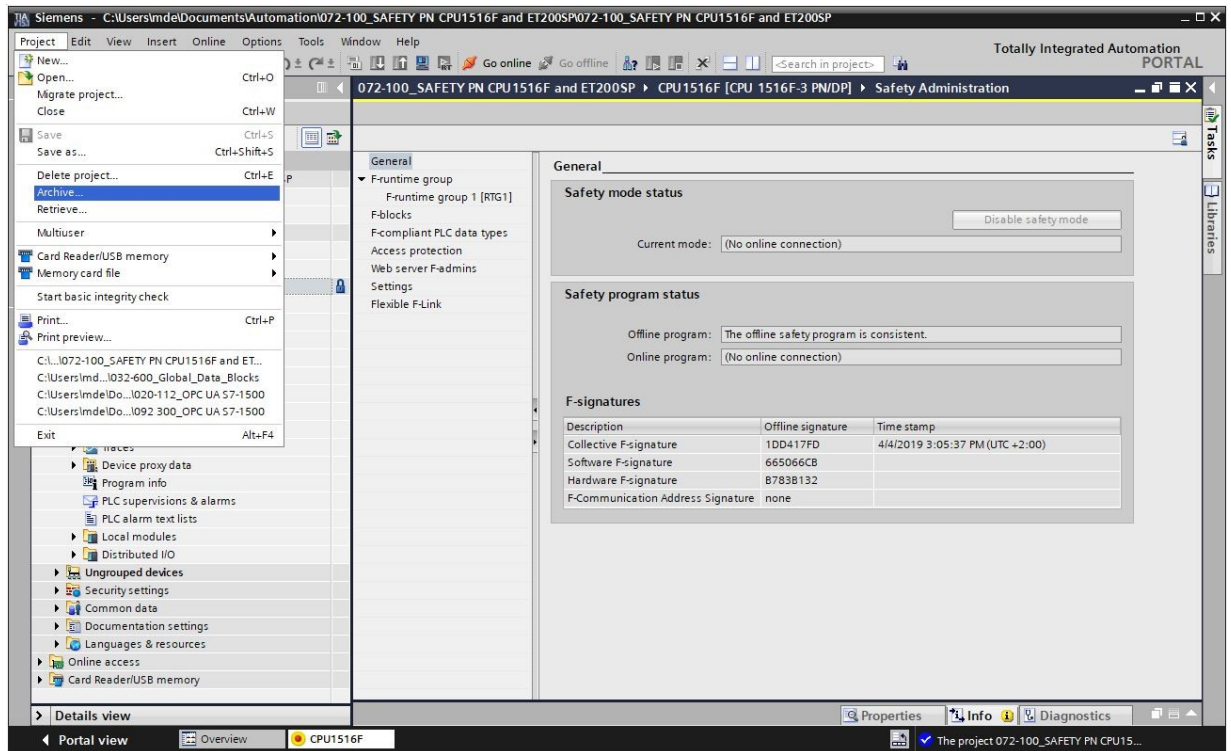 Siemens - C:\Users\mde\Documents\Automation\072-100_SAFETY PN CPU1516F and ET200SP\072-100_SAFETY PN CPU1516F and ET200SP
Project Edit View Insert Online Options Tools Window Help
Totally Integrated Automation
PORTAL
Go online Go offline <Search in project>
New...
Open... Ctrl+O
Migrate project...
Close Ctrl+W
Save Ctrl+S
Save as... Ctrl+Shift+S
Delete project... Ctrl+E
Archive...
Retrieve...
Multiuser
Card Reader/USB memory
Memory card file
Start basic integrity check
Print... Ctrl+P
Print preview...
C:\...\072-100_SAFETY PN CPU1516F and ET...
C:\Users\md...\032-600_Global_Data_Blocks
C:\Users\mde\Do...\020-112_OPC UA S7-1500
C:\Users\mde\Do...\092 300_OPC UA S7-1500
Exit Alt+F4
Traces
Device proxy data
Program info
PLC supervisions & alarms
PLC alarm text lists
Local modules
Distributed I/O
Ungrouped devices
Security settings
Common data
Documentation settings
Languages & resources
Online access
Card Reader/USB memory
Details view
072-100_SAFETY PN CPU1516F and ET200SP CPU1516F [CPU 1516F-3 PN/DP] Safety Administration
General
F-runtime group
F-runtime group 1 [RTG1]
F-blocks
F-compliant PLC data types
Access protection
Web server F-admins
Settings
Flexible F-Link
General
Safety mode status
Disable safety mode
Current mode: (No online connection)
Safety program status
Offline program: The offline safety program is consistent.
Online program: (No online connection)
F-signatures
Description Offline signature Time stamp
Collective F-signature 1DD417FD 4/4/2019 3:05:37 PM (UTC +2:00)
Software F-signature 665066CB
Hardware F-signature B783B132
F-Communication Address Signature none
Tasks
Libraries
Properties Info Diagnostics
Portal view Overview CPU1516F The project 072-100_SAFETY PN CPU15...